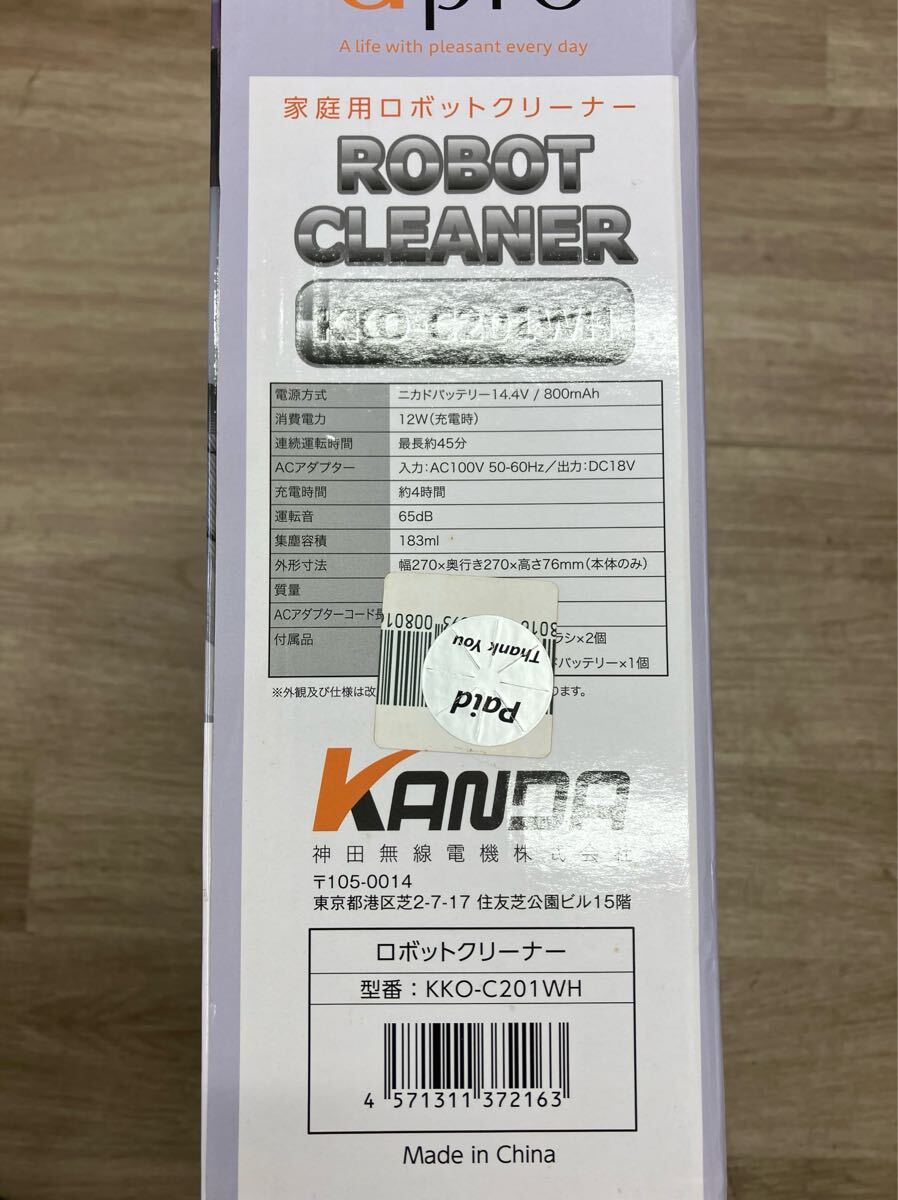 apro
A life with pleasant every day
家庭用ロボットクリーナー
ROBOT
CLEANER
KKO-C201WH
電源方式 ニカドバッテリー14.4V / 800mAh
消費電力 12W(充電時)
連続運転時間 最長約45分
ACアダプター 入力:AC100V 50-60Hz/出力:DC18V
充電時間 約4時間
運転音 65dB
集塵容積 183ml
外形寸法 幅270×奥行き270×高さ76mm(本体のみ)
質量
ACアダプターコード長
付属品 ラシ×2個
バッテリー×1個
※外観及び仕様は改 ります。
Paid
Thank You
KANDA
神田無線電機株式会社
〒105-0014
東京都港区芝2-7-17 住友芝公園ビル15階
ロボットクリーナー
型番:KKO-C201WH
4 571311 372163
Made in China